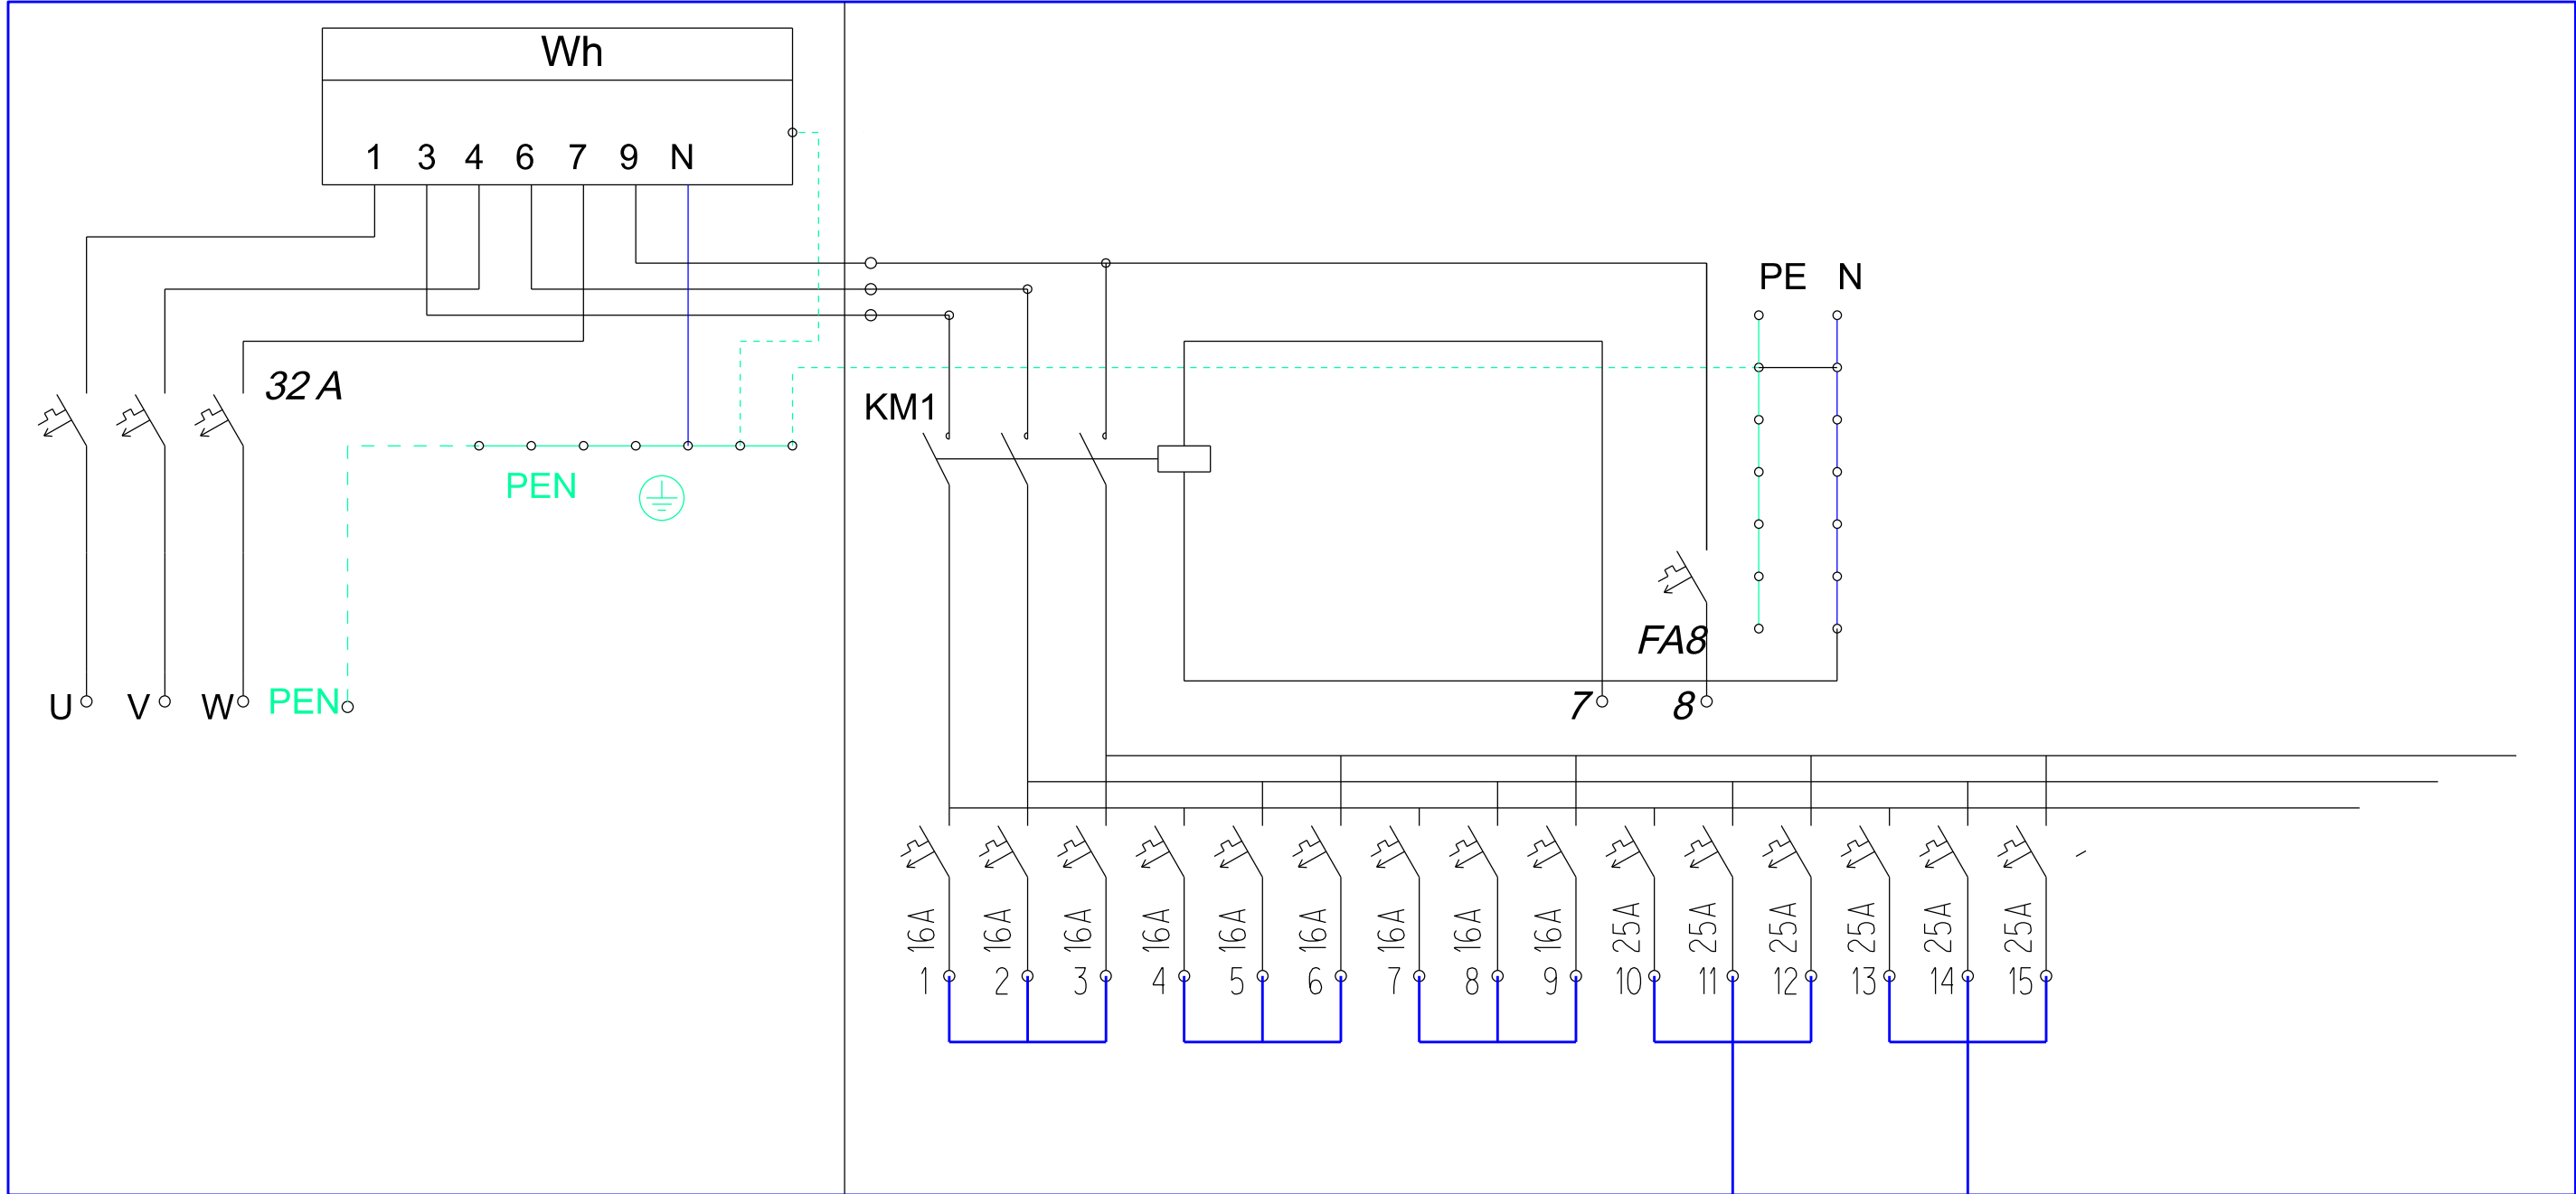 Wh
1 3 4 6 7 9 N
PE N
32 A
KM1
PEN
FA8
U V W PEN
7 8
16A 16A 16A 16A 16A 16A 16A 16A 16A 25A 25A 25A 25A 25A 25A
1 2 3 4 5 6 7 8 9 10 11 12 13 14 15